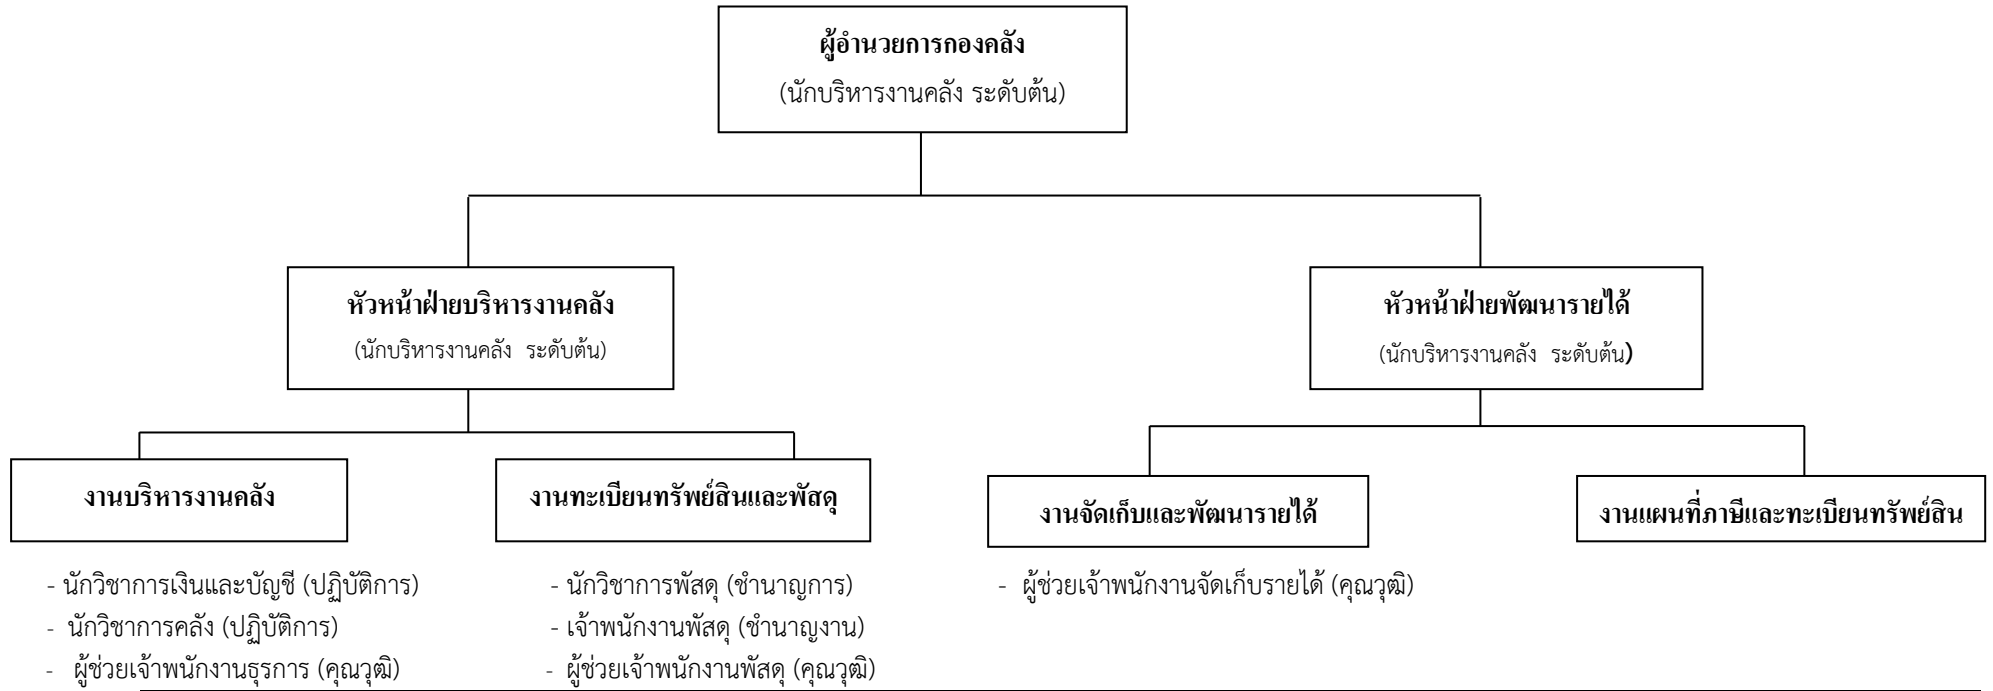 ผู้อำนวยการกองคลัง
(นักบริหารงานคลัง ระดับต้น)
หัวหน้าฝ่ายบริหารงานคลัง
(นักบริหารงานคลัง ระดับต้น)
หัวหน้าฝ่ายพัฒนารายได้
(นักบริหารงานคลัง ระดับต้น)
งานบริหารงานคลัง
- นักวิชาการเงินและบัญชี (ปฏิบัติการ)
- นักวิชาการคลัง (ปฏิบัติการ)
- ผู้ช่วยเจ้าพนักงานธุรการ (คุณวุฒิ)
งานทะเบียนทรัพย์สินและพัสดุ
- นักวิชาการพัสดุ (ชำนาญการ)
- เจ้าพนักงานพัสดุ (ชำนาญงาน)
- ผู้ช่วยเจ้าพนักงานพัสดุ (คุณวุฒิ)
งานจัดเก็บและพัฒนารายได้
- ผู้ช่วยเจ้าพนักงานจัดเก็บรายได้ (คุณวุฒิ)
งานแผนที่ภาษีและทะเบียนทรัพย์สิน